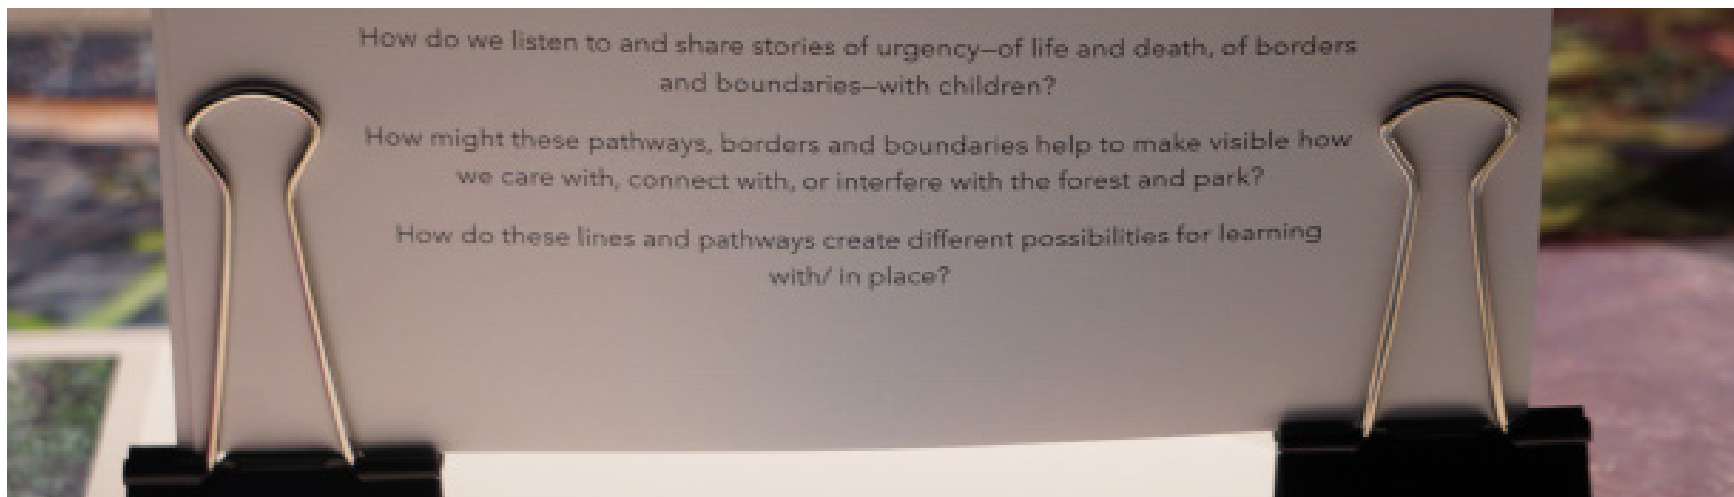 How do we listen to and share stories of urgency—of life and death, of borders
and boundaries—with children?
How might these pathways, borders and boundaries help to make visible how
we care with, connect with, or interfere with the forest and park?
How do these lines and pathways create different possibilities for learning
with/ in place?